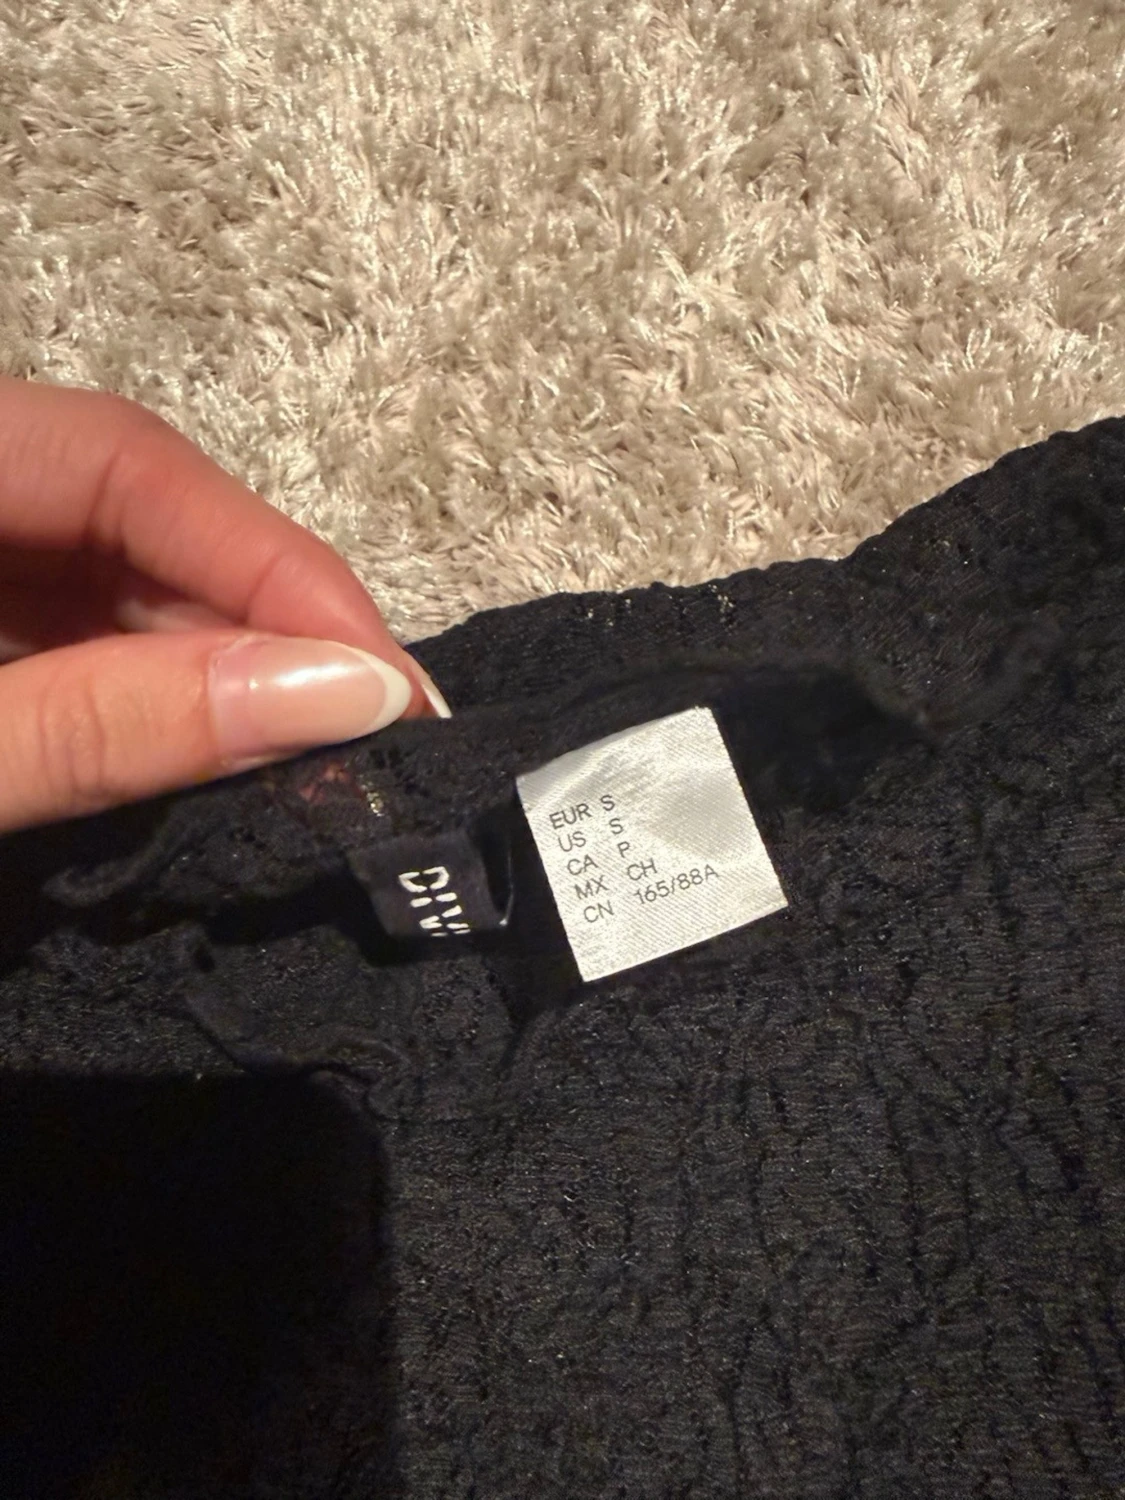 EUR S
US S
CA P
MX CH
CN 165/88A